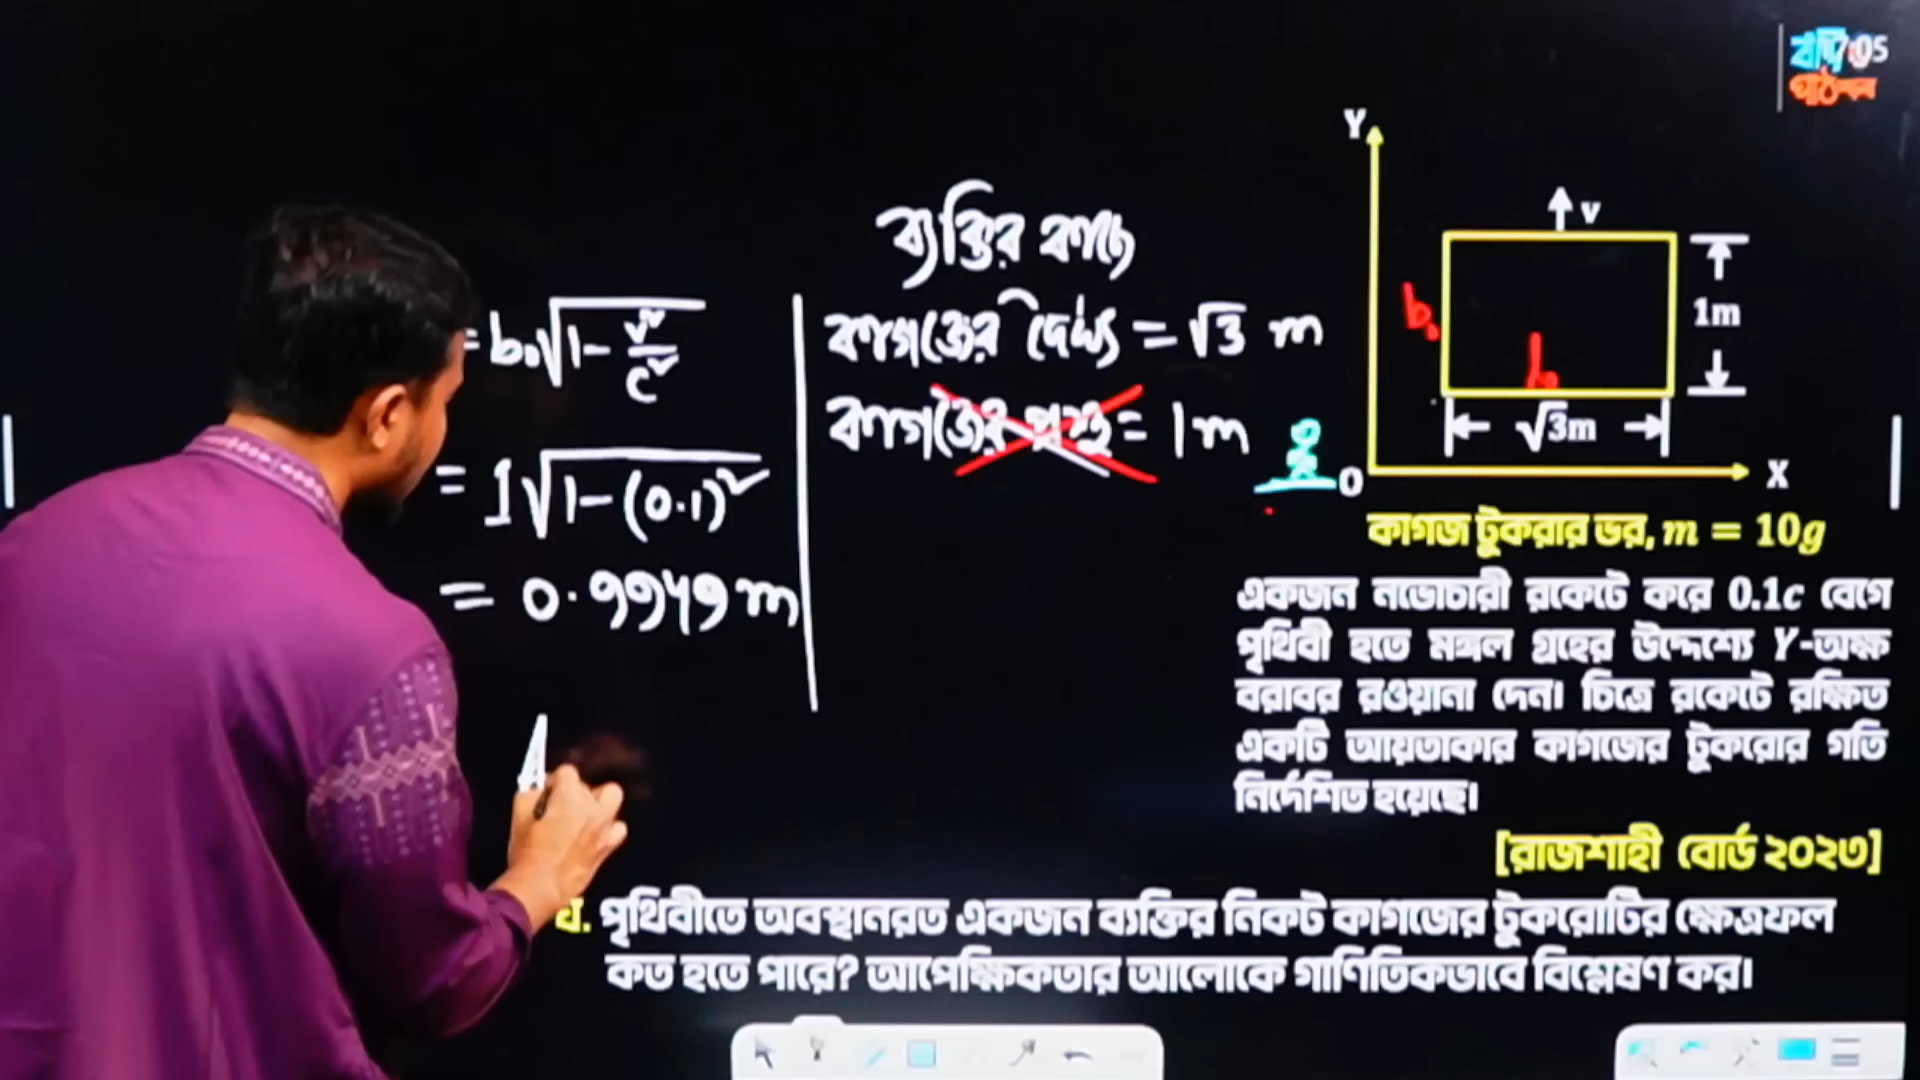 = b₀√1 - v²/c²
= 1√1-(0.1)²
= 0.9949 m
ব্যক্তির কাছে
কাগজের দৈর্ঘ্য = √3 m
কাগজের প্রস্থ = 1m
Y
v
b₀
l₀
1m
√3m
O
X
কাগজ টুকরার ভর, m = 10g
একজন নভোচারী রকেটে করে 0.1c বেগে
পৃথিবী হতে মঙ্গল গ্রহের উদ্দেশ্যে Y-অক্ষ
বরাবর রওয়ানা দেন। চিত্রে রকেটে রক্ষিত
একটি আয়তাকার কাগজের টুকরোর গতি
নির্দেশিত হয়েছে।
[রাজশাহী বোর্ড ২০২৩]
ঘ. পৃথিবীতে অবস্থানরত একজন ব্যক্তির নিকট কাগজের টুকরোটির ক্ষেত্রফল
কত হতে পারে? আপেক্ষিকতার আলোকে গাণিতিকভাবে বিশ্লেষণ কর।